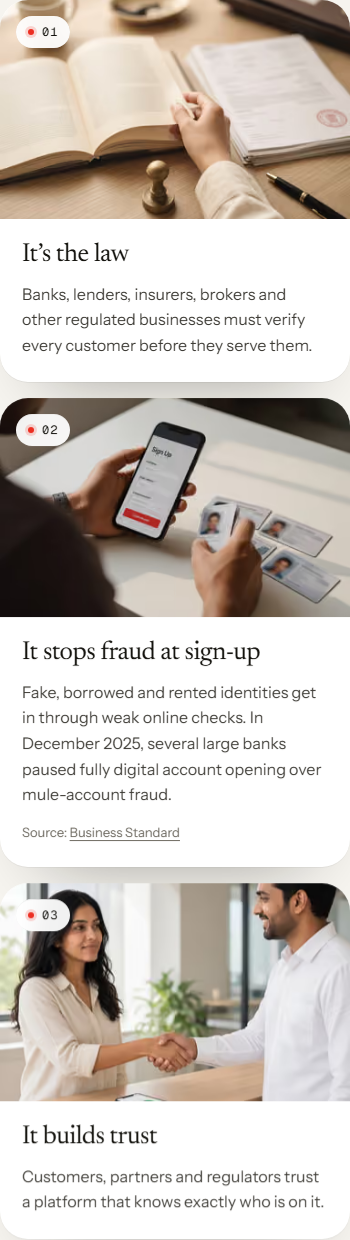 01
It's the law
Banks, lenders, insurers, brokers and
other regulated businesses must verify
every customer before they serve them.
02
Sign Up
It stops fraud at sign-up
Fake, borrowed and rented identities get
in through weak online checks. In
December 2025, several large banks
paused fully digital account opening over
mule-account fraud.
Source: Business Standard
03
It builds trust
Customers, partners and regulators trust
a platform that knows exactly who is on it.